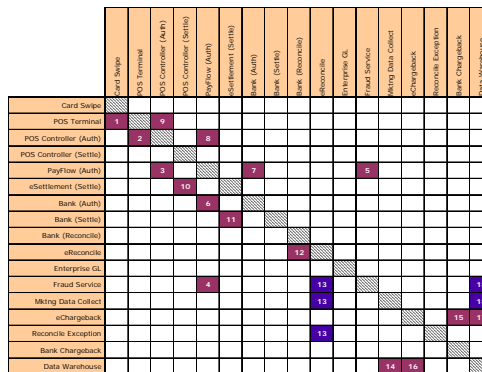 Card Swipe
POS Terminal
POS Controller (Auth)
POS Controller (Settle)
PayFlow (Auth)
eSettlement (Settle)
Bank (Auth)
Bank (Settle)
Bank (Reconcile)
eReconcile
Enterprise GL
Fraud Service
Mktng Data Collect
eChargeback
Reconcile Exception
Bank Chargeback
Data Warehouse
Card Swipe
POS Terminal 1 9
POS Controller (Auth) 2 8
POS Controller (Settle)
PayFlow (Auth) 3 7 5
eSettlement (Settle) 10
Bank (Auth) 6
Bank (Settle) 11
Bank (Reconcile)
eReconcile 12
Enterprise GL
Fraud Service 4 13
Mktng Data Collect 13
eChargeback 15
Reconcile Exception 13
Bank Chargeback
Data Warehouse 14 16